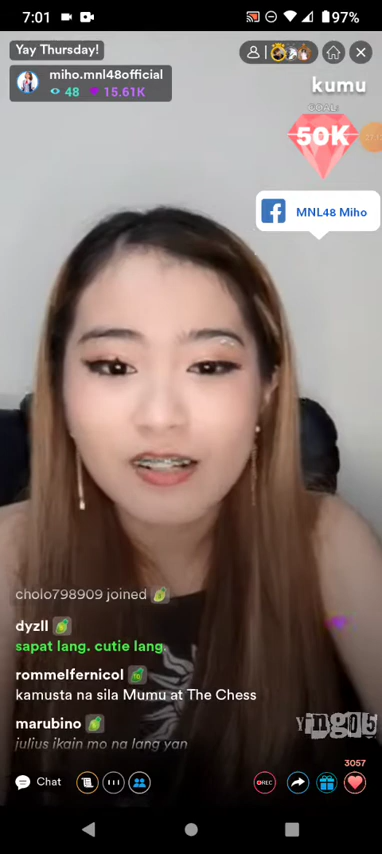 7:01
97%
Yay Thursday!
miho.mnl48official
48
15.61K
kumu
GOAL:
50K
MNL48 Miho
cholo798909 joined
dyzll
sapat lang. cutie lang.
rommelfernicol
kamusta na sila Mumu at The Chess
marubino
julius ikain mo na lang yan
Chat
REC
3057